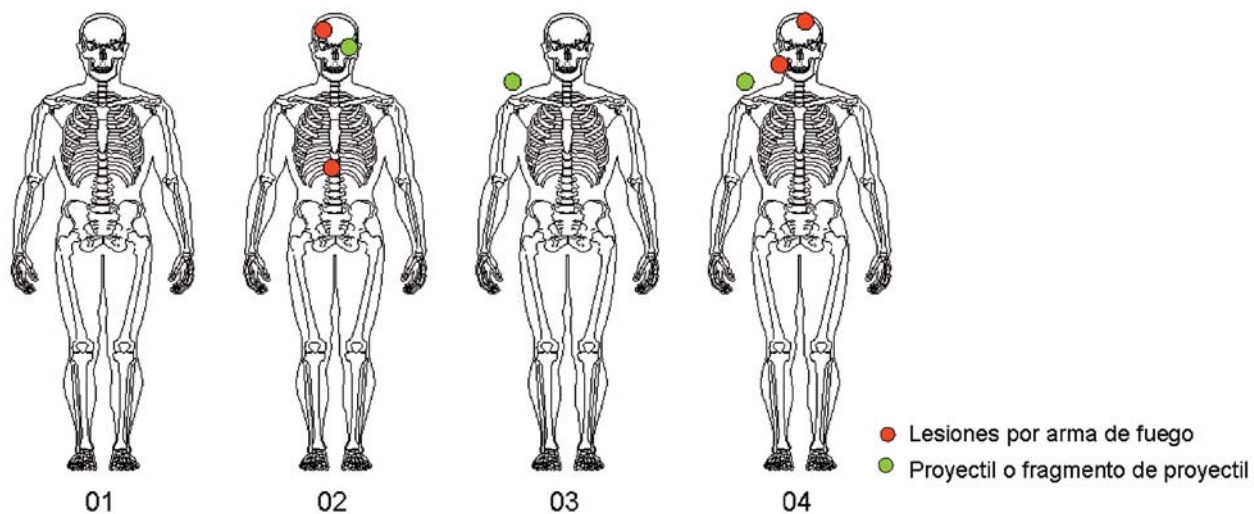 Lesiones por arma de fuego
Proyectil o fragmento de proyectil
01 02 03 04